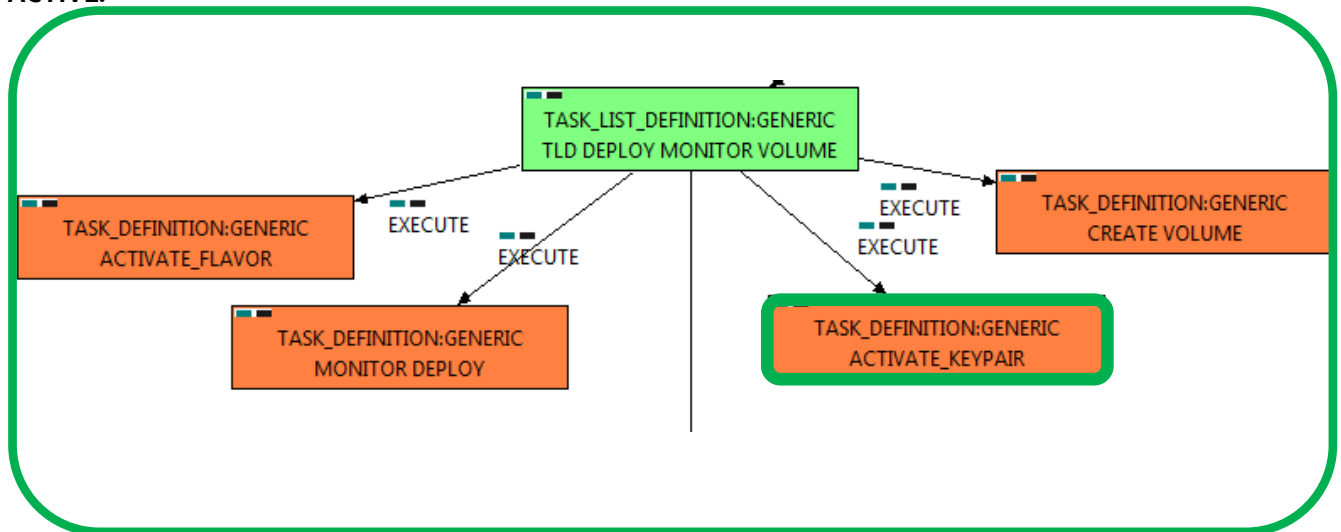 TASK_LIST_DEFINITION:GENERIC
TLD DEPLOY MONITOR VOLUME
TASK_DEFINITION:GENERIC
ACTIVATE_FLAVOR
EXECUTE
EXECUTE
EXECUTE
EXECUTE
TASK_DEFINITION:GENERIC
CREATE VOLUME
TASK_DEFINITION:GENERIC
MONITOR DEPLOY
TASK_DEFINITION:GENERIC
ACTIVATE_KEYPAIR